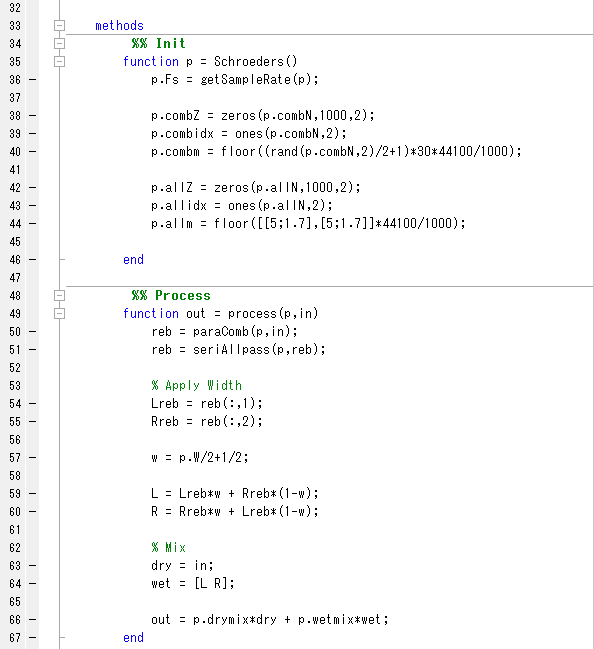 32
33 methods
34 %% Init
35 function p = Schroeders()
36 p.Fs = getSampleRate(p);
37
38 p.combZ = zeros(p.combN,1000,2);
39 p.combidx = ones(p.combN,2);
40 p.combm = floor((rand(p.combN,2)/2+1)*30*44100/1000);
41
42 p.allZ = zeros(p.allN,1000,2);
43 p.allidx = ones(p.allN,2);
44 p.allm = floor([[5;1.7],[5;1.7]]*44100/1000);
45
46 end
47
48 %% Process
49 function out = process(p,in)
50 reb = paraComb(p,in);
51 reb = seriAllpass(p,reb);
52
53 % Apply Width
54 Lreb = reb(:,1);
55 Rreb = reb(:,2);
56
57 w = p.W/2+1/2;
58
59 L = Lreb*w + Rreb*(1-w);
60 R = Rreb*w + Lreb*(1-w);
61
62 % Mix
63 dry = in;
64 wet = [L R];
65
66 out = p.drymix*dry + p.wetmix*wet;
67 end